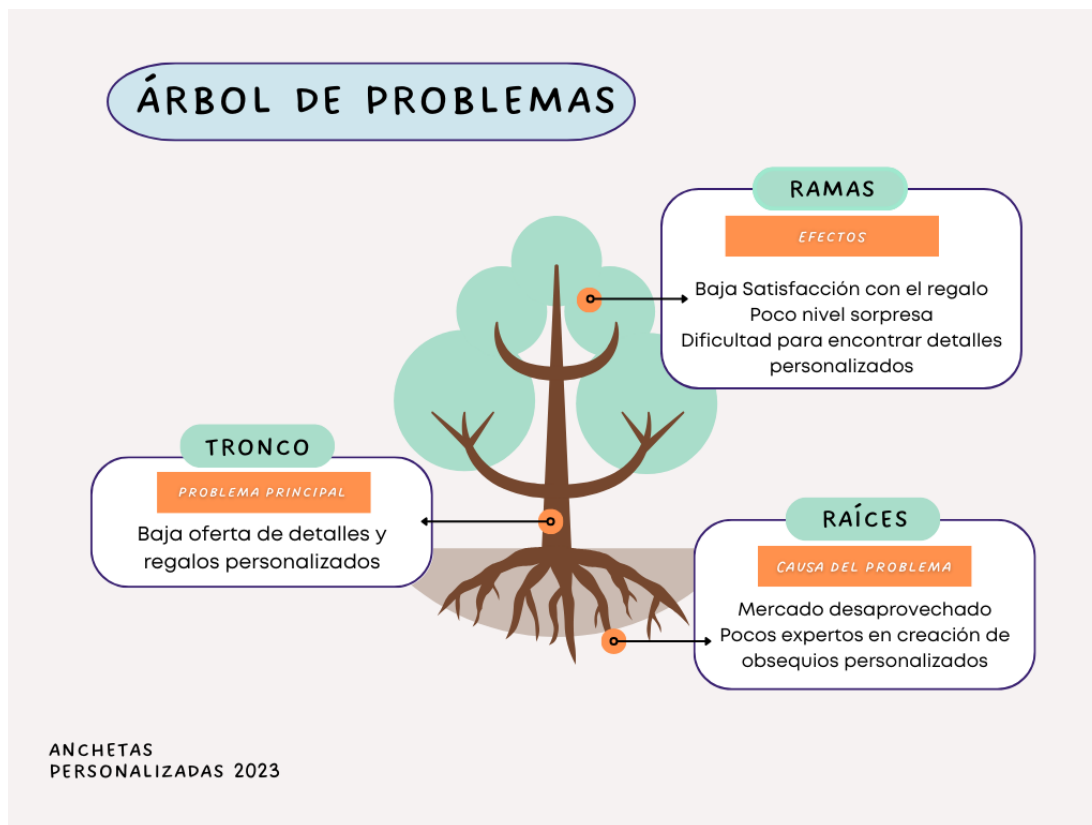 ÁRBOL DE PROBLEMAS
RAMAS
EFECTOS
Baja Satisfacción con el regalo
Poco nivel sorpresa
Dificultad para encontrar detalles
personalizados
TRONCO
PROBLEMA PRINCIPAL
Baja oferta de detalles y
regalos personalizados
RAÍCES
CAUSA DEL PROBLEMA
Mercado desaprovechado
Pocos expertos en creación de
obsequios personalizados
ANCHETAS
PERSONALIZADAS 2023